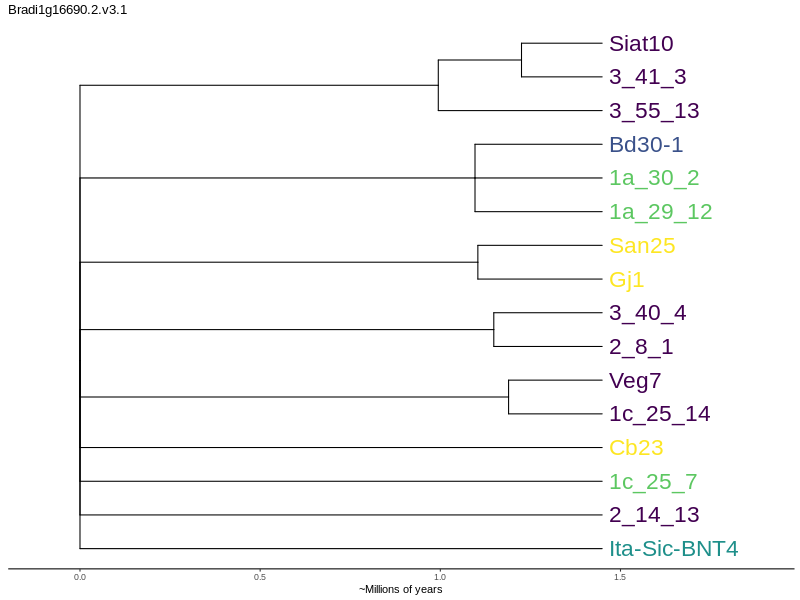 Bradi1g16690.2.v3.1
Siat10
3_41_3
3_55_13
Bd30-1
1a_30_2
1a_29_12
San25
Gj1
3_40_4
2_8_1
Veg7
1c_25_14
Cb23
1c_25_7
2_14_13
Ita-Sic-BNT4
0.0 0.5 1.0 1.5
~Millions of years